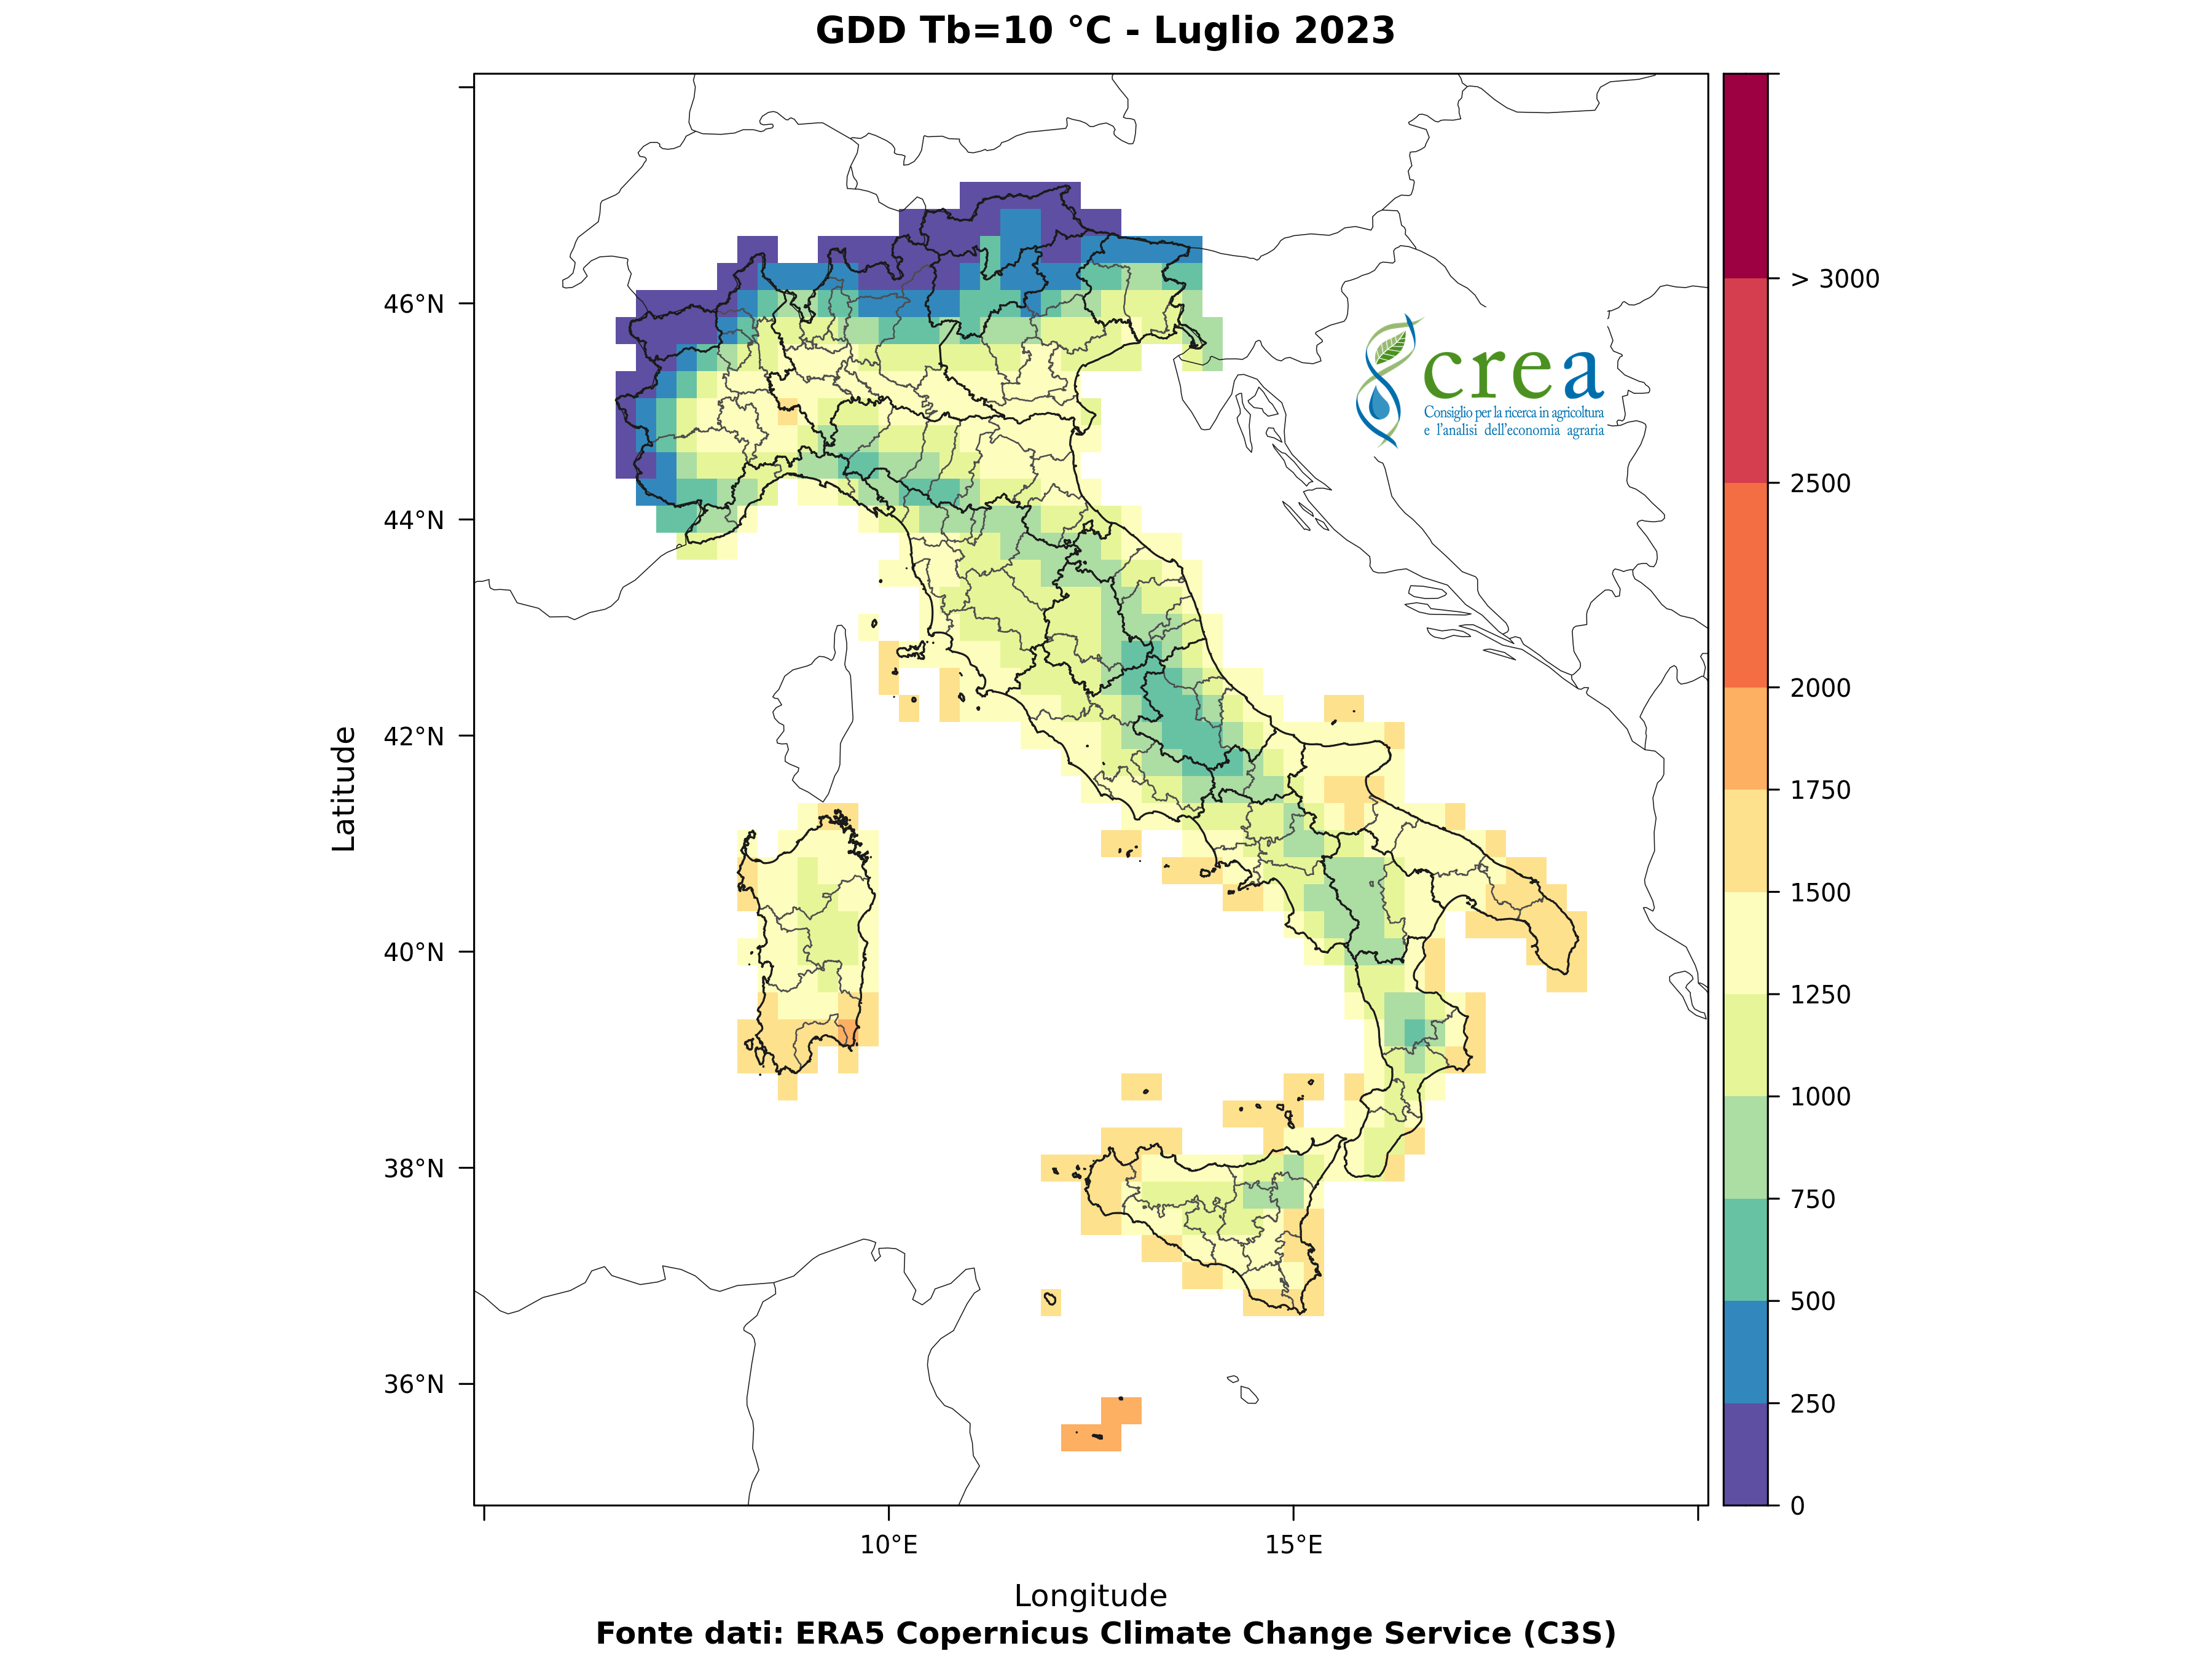 GDD Tb=10 °C - Luglio 2023
> 3000
46°N
crea
Consiglio per la ricerca in agricoltura
e l'analisi dell'economia agraria
2500
44°N
2000
42°N
1750
Latitude
1500
40°N
1250
1000
38°N
750
500
36°N
250
0
10°E
15°E
Longitude
Fonte dati: ERA5 Copernicus Climate Change Service (C3S)